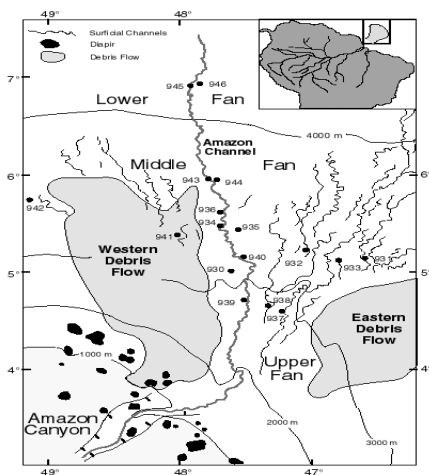 49° 48° 47°
Surficial Channels
Diapir
Debris Flow
7°
945 946
Lower Fan
4000 m
Amazon
Channel
Middle Fan
6° 6°
943 944
942
936
934 935
941
932
931
933
940
930
Western
Debris
Flow
5° 5°
939
938
937
Eastern
Debris
Flow
1000 m
Upper
Fan
4° 4°
Amazon
Canyon
2000 m
3000 m
49° 48° 47°